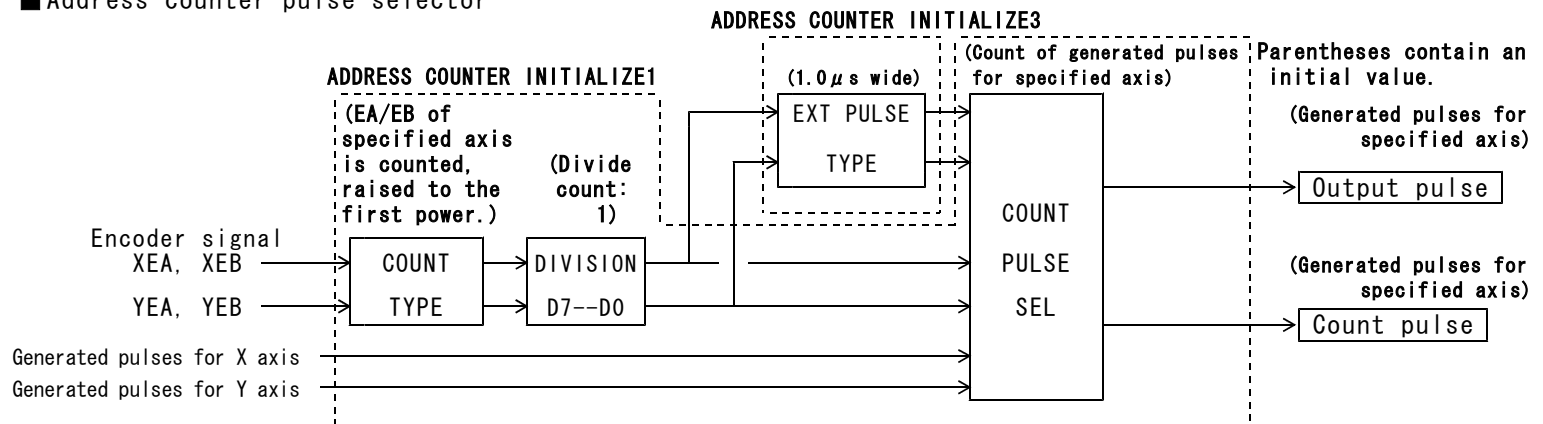 ■Address counter pulse selector
ADDRESS COUNTER INITIALIZE3
ADDRESS COUNTER INITIALIZE1
(Count of generated pulses
for specified axis)
Parentheses contain an
initial value.
(1.0μs wide)
EXT PULSE
TYPE
(EA/EB of
specified axis
is counted,
raised to the
first power.)
(Divide
count:
1)
(Generated pulses for
specified axis)
Output pulse
Encoder signal
XEA, XEB
YEA, YEB
COUNT
TYPE
DIVISION
D7--D0
COUNT
PULSE
SEL
(Generated pulses for
specified axis)
Count pulse
Generated pulses for X axis
Generated pulses for Y axis